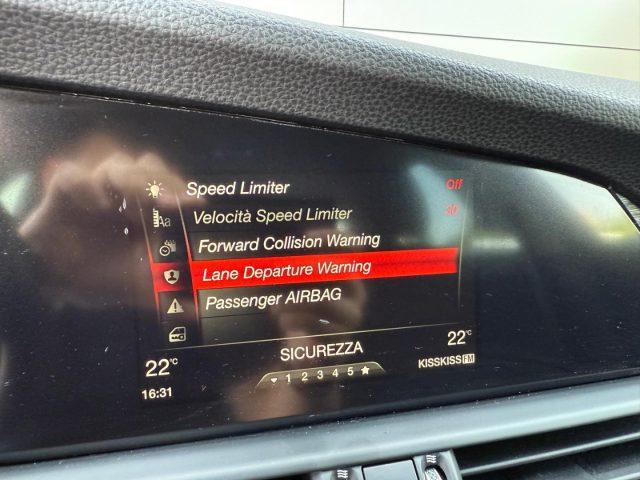 Speed Limiter Off
Aa Velocità Speed Limiter
Forward Collision Warning
Lane Departure Warning
Passenger AIRBAG
SICUREZZA
22°C 22°C
1 2 3 4 5
16:31 KISSKISS FM